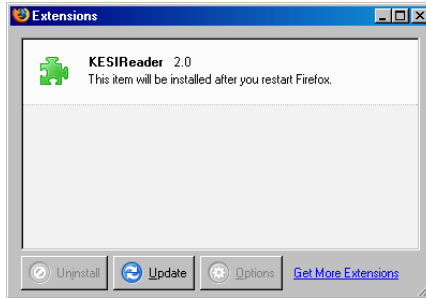 Extensions
KESIReader 2.0
This item will be installed after you restart Firefox.
Uninstall Update Options Get More Extensions